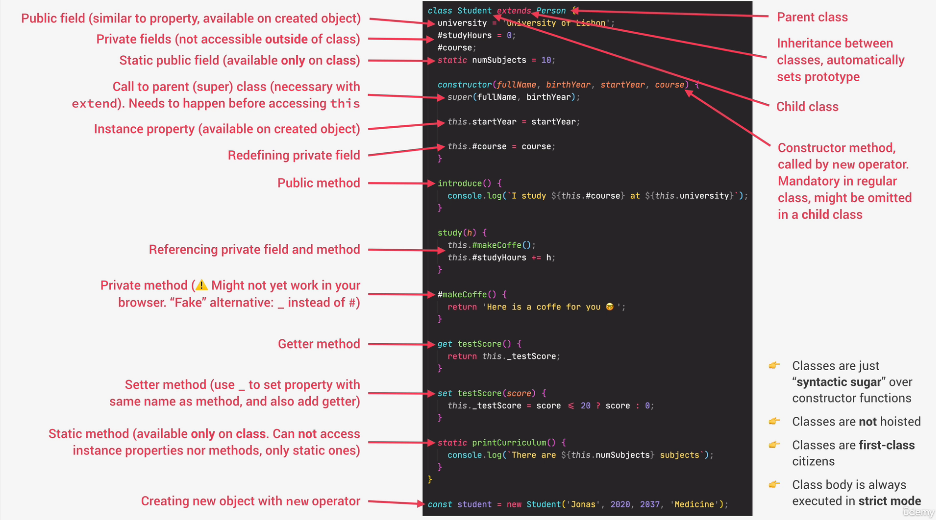 Public field (similar to property, available on created object)
Private fields (not accessible outside of class)
Static public field (available only on class)
Call to parent (super) class (necessary with
extend). Needs to happen before accessing this
Instance property (available on created object)
Redefining private field
Public method
Referencing private field and method
Private method (⚠️ Might not yet work in your
browser. “Fake” alternative: _ instead of #)
Getter method
Setter method (use _ to set property with
same name as method, and also add getter)
Static method (available only on class. Can not access
instance properties nor methods, only static ones)
Creating new object with new operator
class Student extends Person {
university = 'University of Lisbon';
#studyHours = 0;
#course;
static numSubjects = 10;
constructor(fullName, birthYear, startYear, course) {
super(fullName, birthYear);
this.startYear = startYear;
this.#course = course;
}
introduce() {
console.log(`I study ${this.#course} at ${this.university}`);
}
study(h) {
this.#makeCoffe();
this.#studyHours += h;
}
#makeCoffe() {
return 'Here is a coffe for you 🤓';
}
get testScore() {
return this._testScore;
}
set testScore(score) {
this._testScore = score ≤ 20 ? score : 0;
}
static printCurriculum() {
console.log(`There are ${this.numSubjects} subjects`);
}
}
const student = new Student('Jonas', 2020, 2037, 'Medicine');
Parent class
Inheritance between
classes, automatically
sets prototype
Child class
Constructor method,
called by new operator.
Mandatory in regular
class, might be omitted
in a child class
👉 Classes are just
“syntactic sugar” over
constructor functions
👉 Classes are not hoisted
👉 Classes are first-class
citizens
👉 Class body is always
executed in strict mode
Udemy